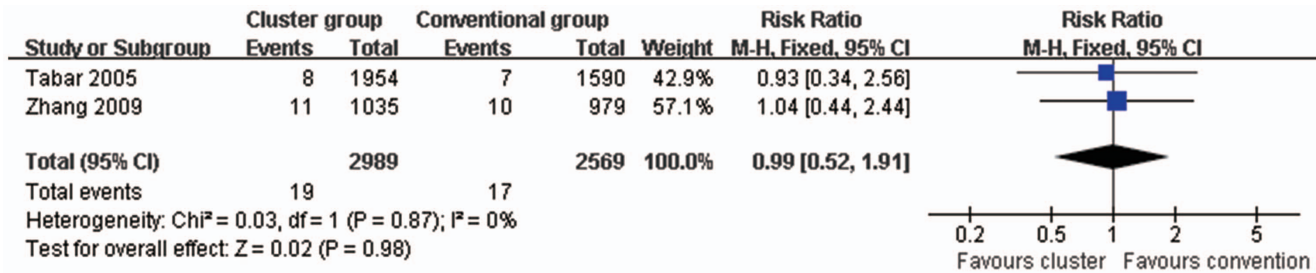 Cluster group Conventional group Risk Ratio Risk Ratio
Study or Subgroup Events Total Events Total Weight M-H, Fixed, 95% CI M-H, Fixed, 95% CI
Tabar 2005 8 1954 7 1590 42.9% 0.93 [0.34, 2.56]
Zhang 2009 11 1035 10 979 57.1% 1.04 [0.44, 2.44]
Total (95% CI) 2989 2569 100.0% 0.99 [0.52, 1.91]
Total events 19 17
Heterogeneity: Chi² = 0.03, df = 1 (P = 0.87); I² = 0%
Test for overall effect: Z = 0.02 (P = 0.98)
0.2 0.5 1 2 5
Favours cluster Favours convention